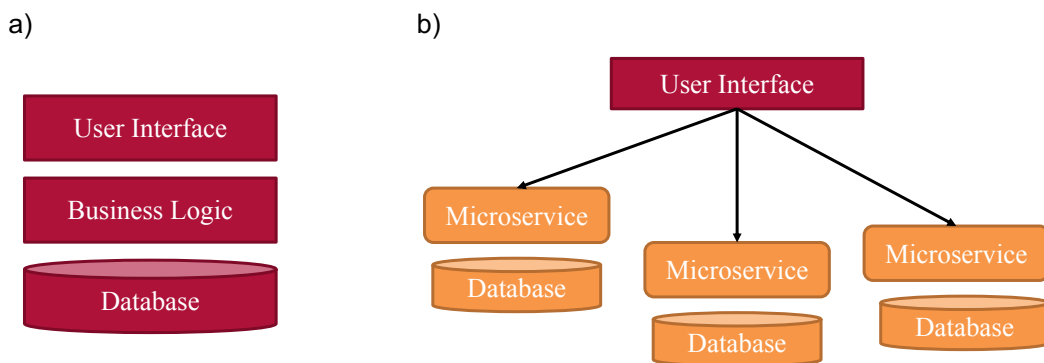 a)
User Interface
Business Logic
Database
b)
User Interface
Microservice
Database
Microservice
Database
Microservice
Database